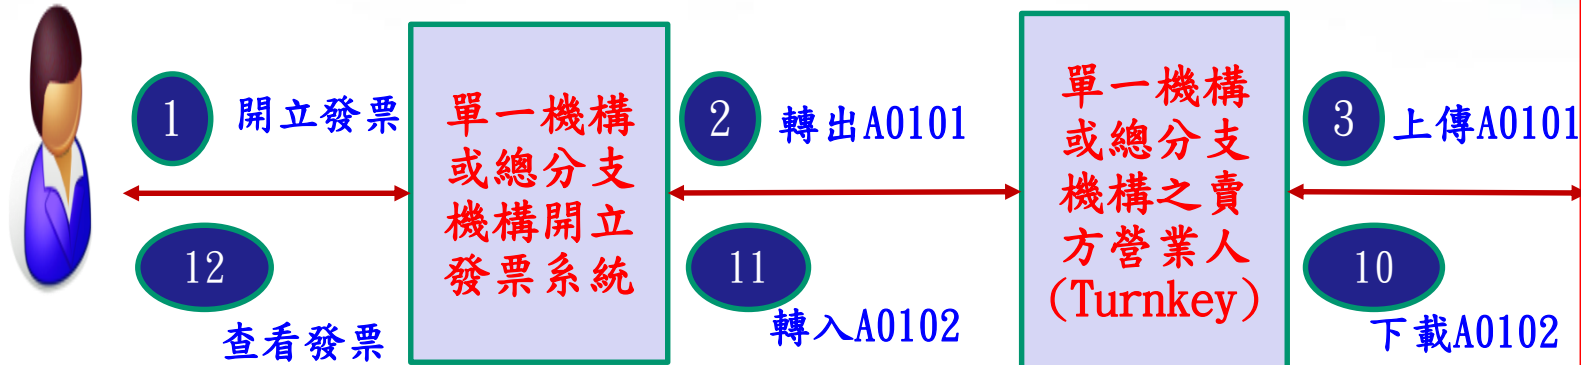 1 開立發票
單一機構
或總分支
機構開立
發票系統
2 轉出A0101
單一機構
或總分支
機構之賣
方營業人
(Turnkey)
3 上傳A0101
12
查看發票
11
轉入A0102
10
下載A0102